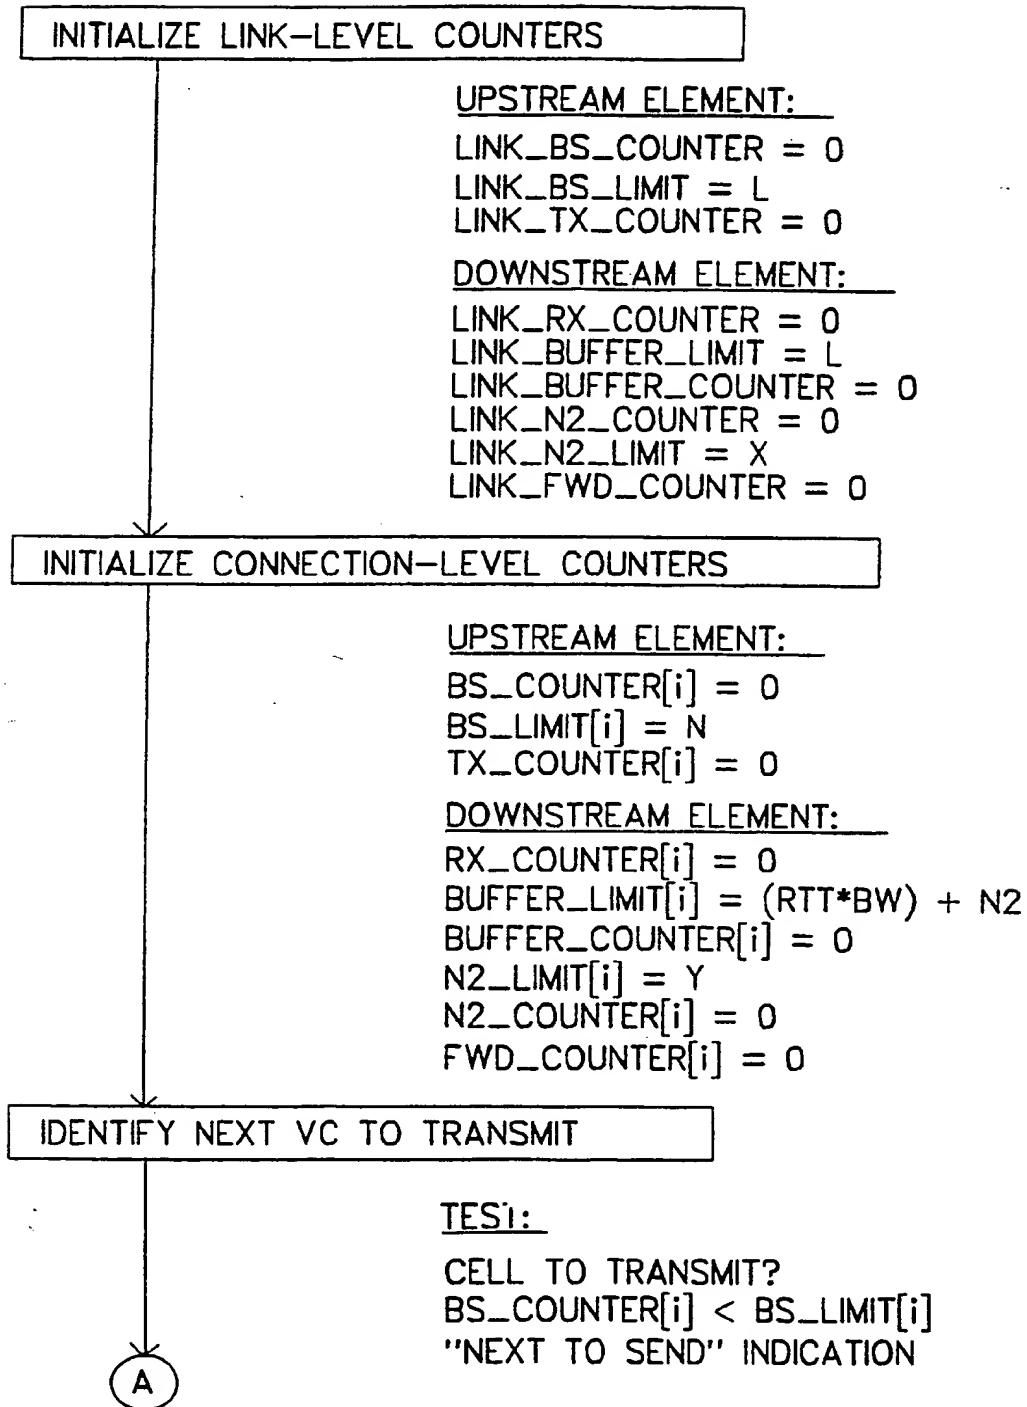 INITIALIZE LINK-LEVEL COUNTERS
UPSTREAM ELEMENT:
LINK_BS_COUNTER = 0
LINK_BS_LIMIT = L
LINK_TX_COUNTER = 0
DOWNSTREAM ELEMENT:
LINK_RX_COUNTER = 0
LINK_BUFFER_LIMIT = L
LINK_BUFFER_COUNTER = 0
LINK_N2_COUNTER = 0
LINK_N2_LIMIT = X
LINK_FWD_COUNTER = 0
INITIALIZE CONNECTION-LEVEL COUNTERS
UPSTREAM ELEMENT:
BS_COUNTER[i] = 0
BS_LIMIT[i] = N
TX_COUNTER[i] = 0
DOWNSTREAM ELEMENT:
RX_COUNTER[i] = 0
BUFFER_LIMIT[i] = (RTT*BW) + N2
BUFFER_COUNTER[i] = 0
N2_LIMIT[i] = Y
N2_COUNTER[i] = 0
FWD_COUNTER[i] = 0
IDENTIFY NEXT VC TO TRANSMIT
TEST:
CELL TO TRANSMIT?
BS_COUNTER[i] < BS_LIMIT[i]
"NEXT TO SEND" INDICATION
A